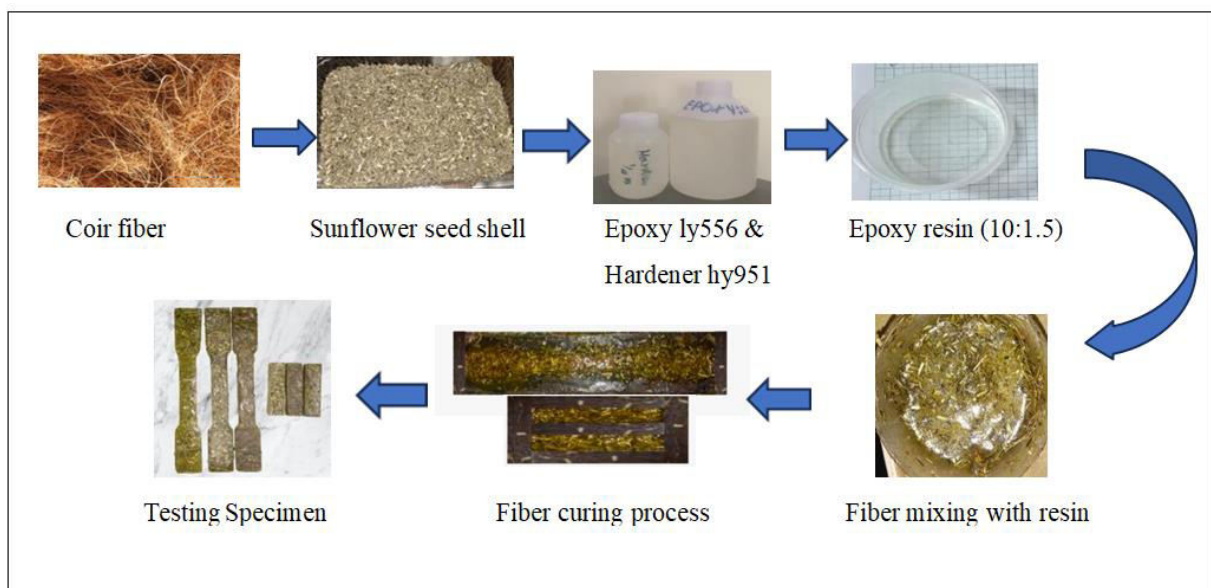 Coir fiber
Sunflower seed shell
Epoxy ly556 &
Hardener hy951
Epoxy resin (10:1.5)
Testing Specimen
Fiber curing process
Fiber mixing with resin